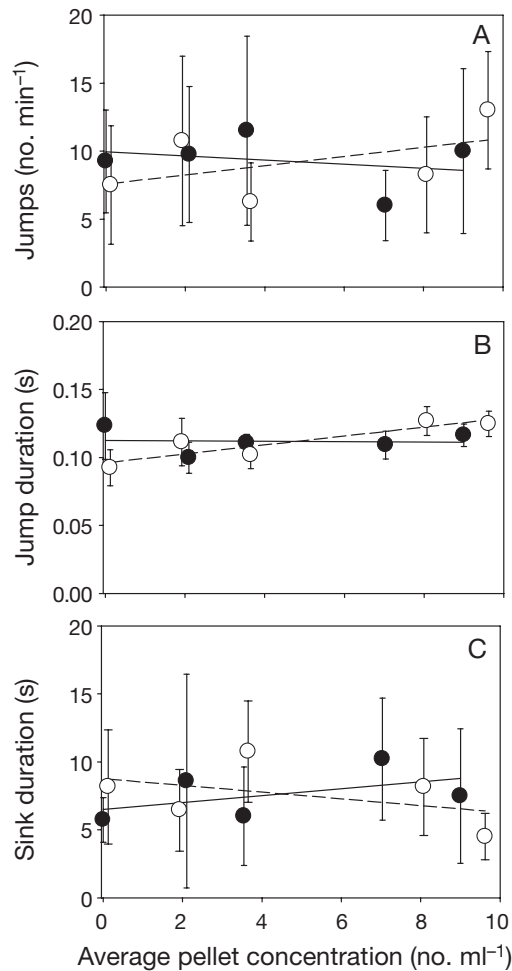 A
20
15
10
5
0
Jumps (no. min⁻¹)
B
0.20
0.15
0.10
0.05
0.00
Jump duration (s)
C
20
15
10
5
0
Sink duration (s)
0 2 4 6 8 10
Average pellet concentration (no. ml⁻¹)